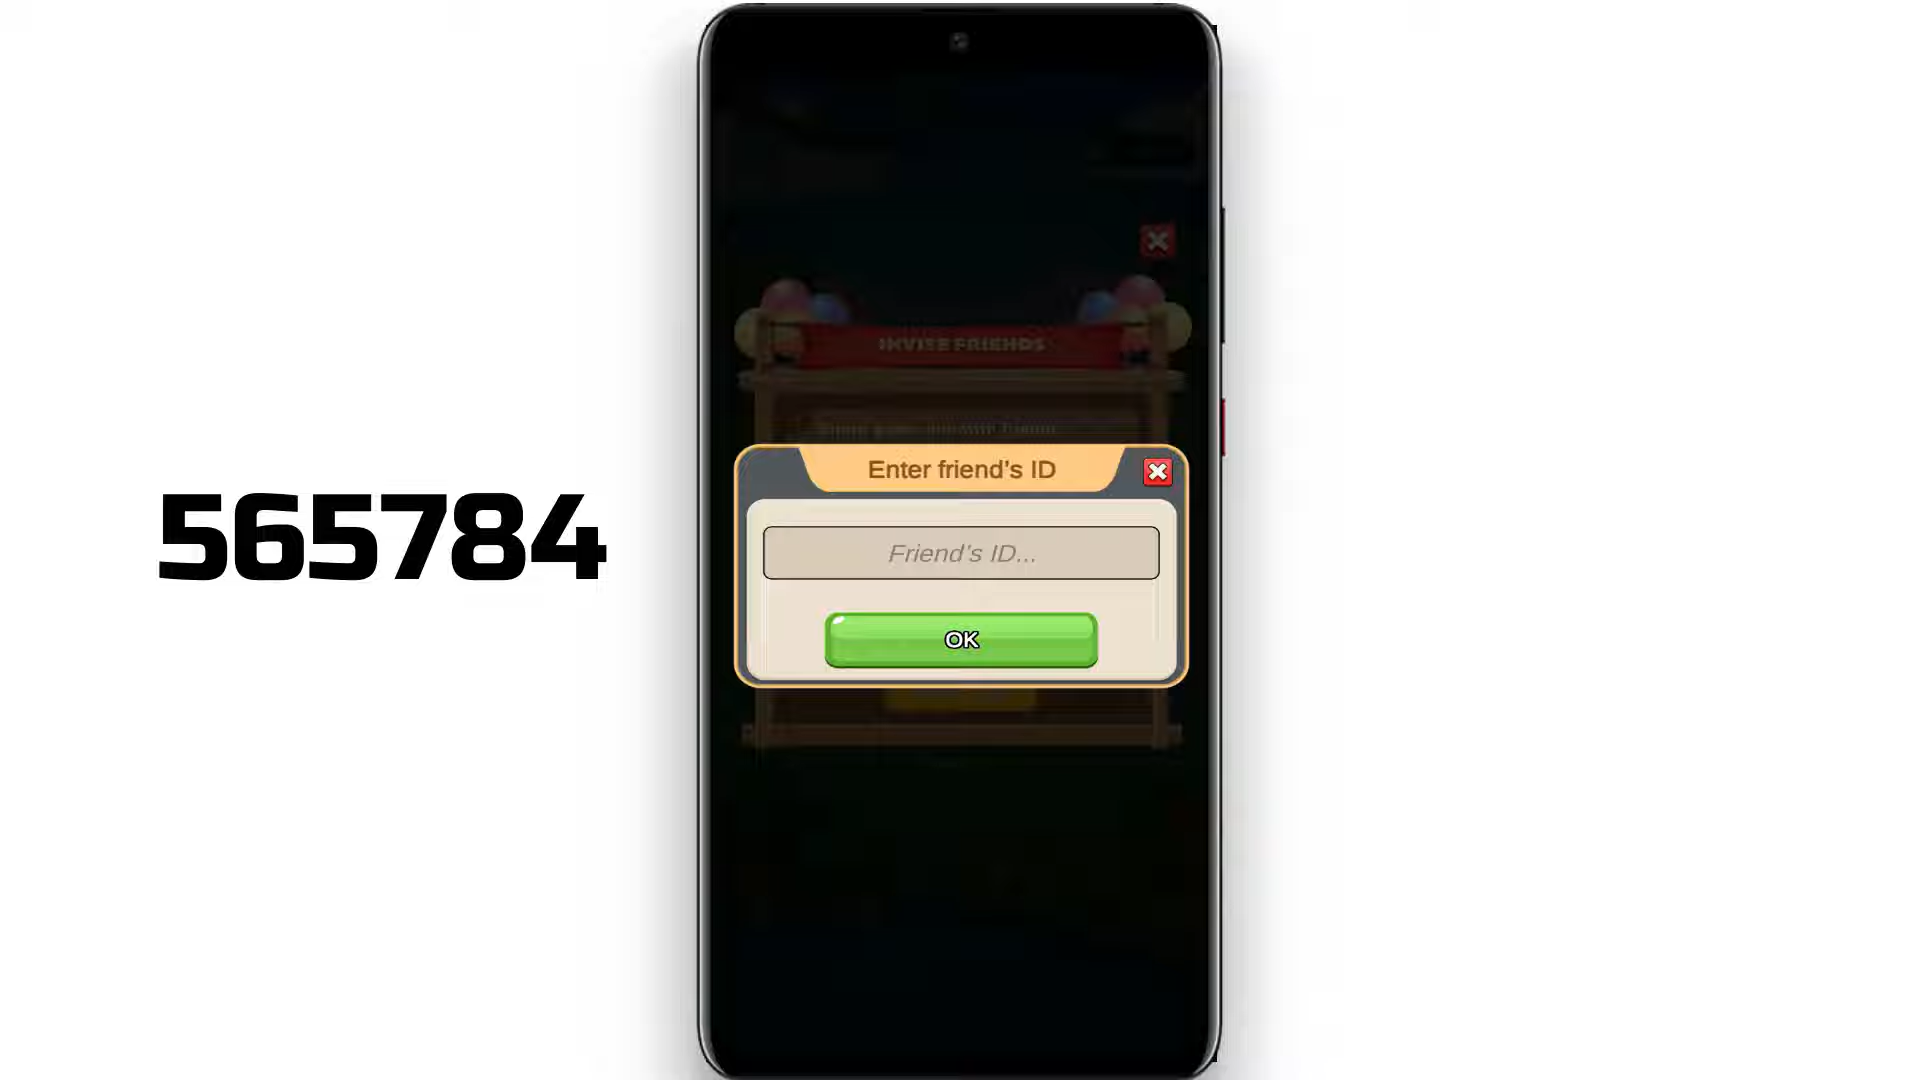 565784
INVITE FRIENDS
Enter friend's ID
Friend's ID...
OK